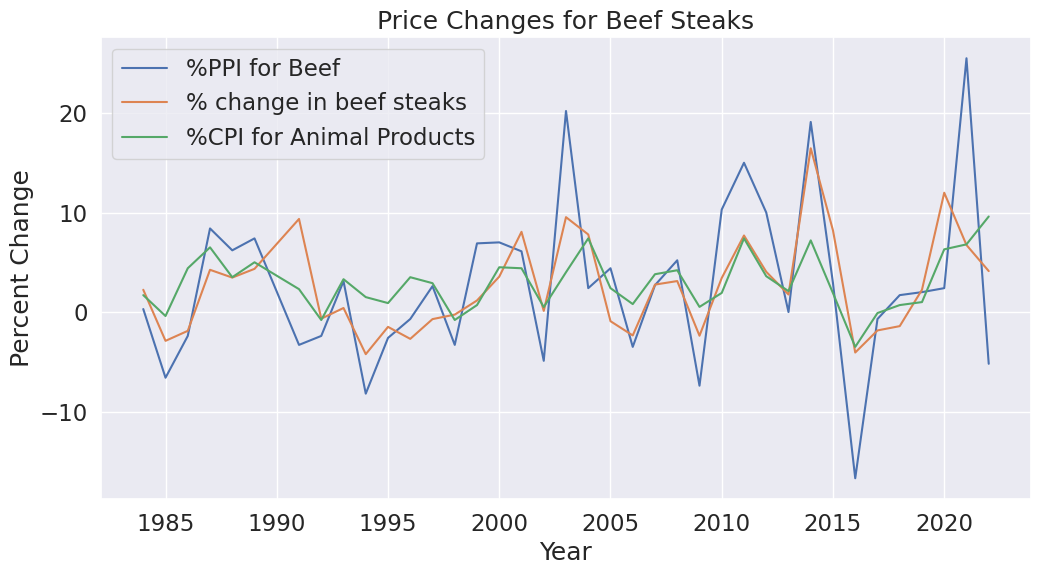 Price Changes for Beef Steaks
%PPI for Beef
% change in beef steaks
%CPI for Animal Products
Percent Change
20
10
0
−10
1985 1990 1995 2000 2005 2010 2015 2020
Year